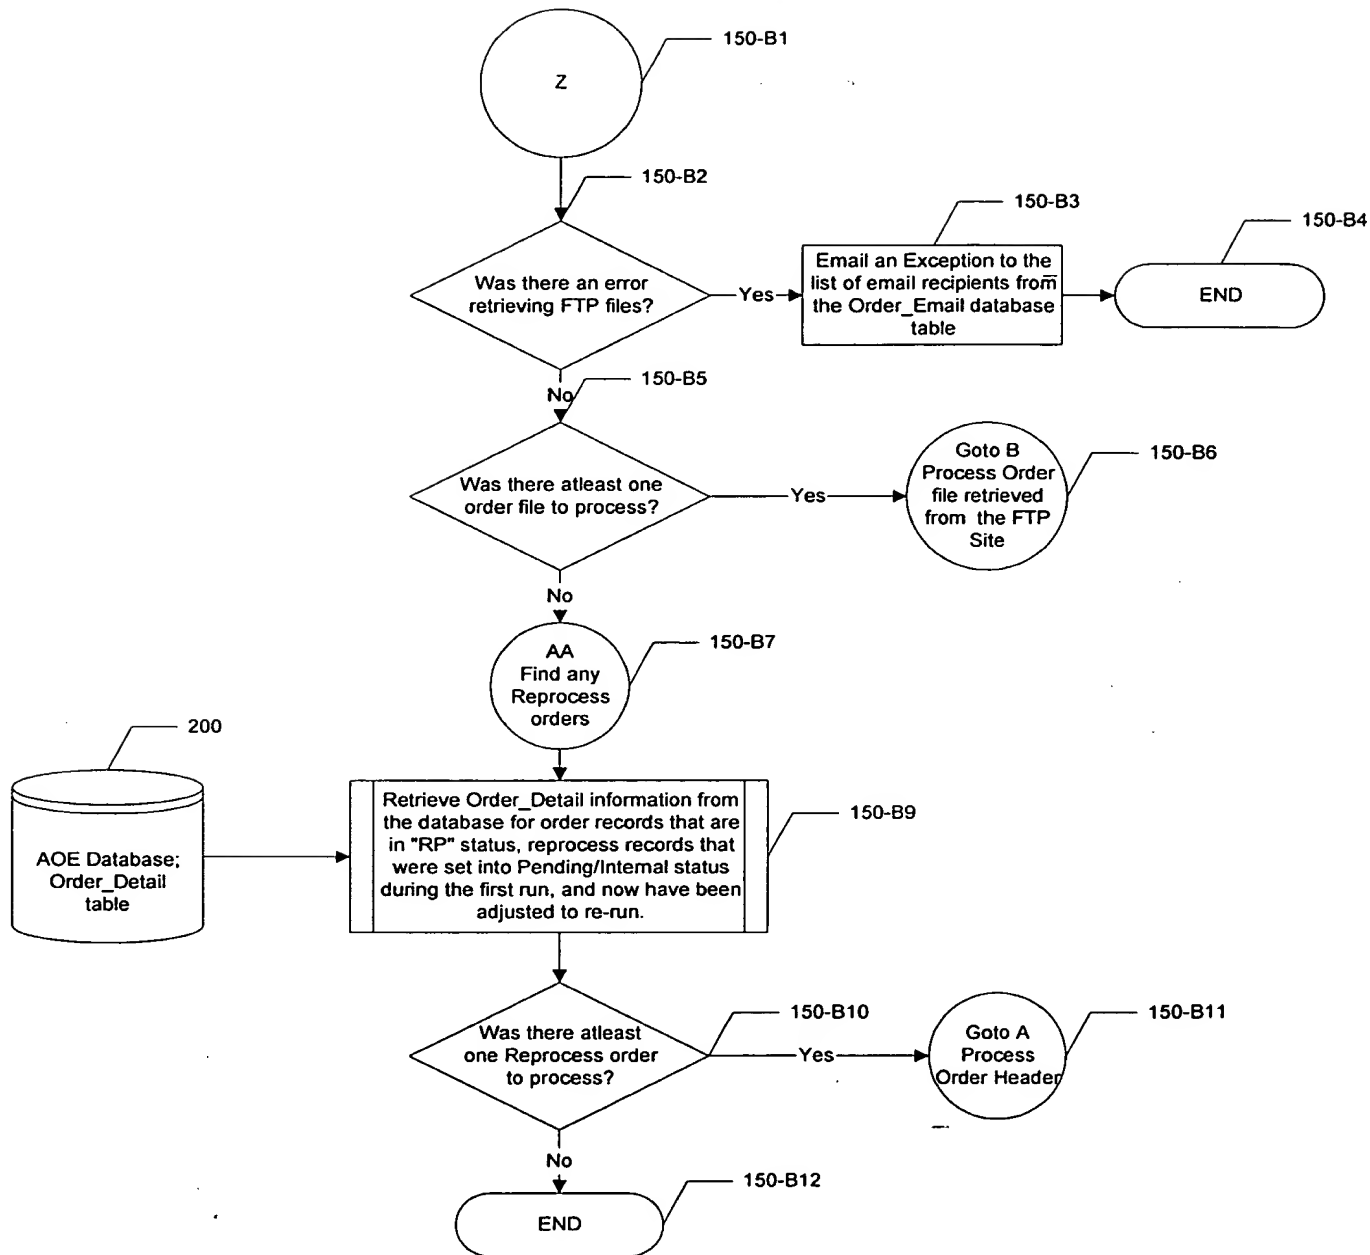 150-B1
Z
150-B2
150-B3
150-B4
Was there an error
retrieving FTP files?
Yes
Email an Exception to the
list of email recipients from
the Order_Email database
table
END
No
150-B5
Was there atleast one
order file to process?
Yes
Goto B
Process Order
file retrieved
from the FTP
Site
150-B6
No
AA
Find any
Reprocess
orders
150-B7
200
AOE Database;
Order_Detail
table
Retrieve Order_Detail information from
the database for order records that are
in "RP" status, reprocess records that
were set into Pending/Internal status
during the first run, and now have been
adjusted to re-run.
150-B9
Was there atleast
one Reprocess order
to process?
150-B10
Yes
Goto A
Process
Order Header
150-B11
No
END
150-B12